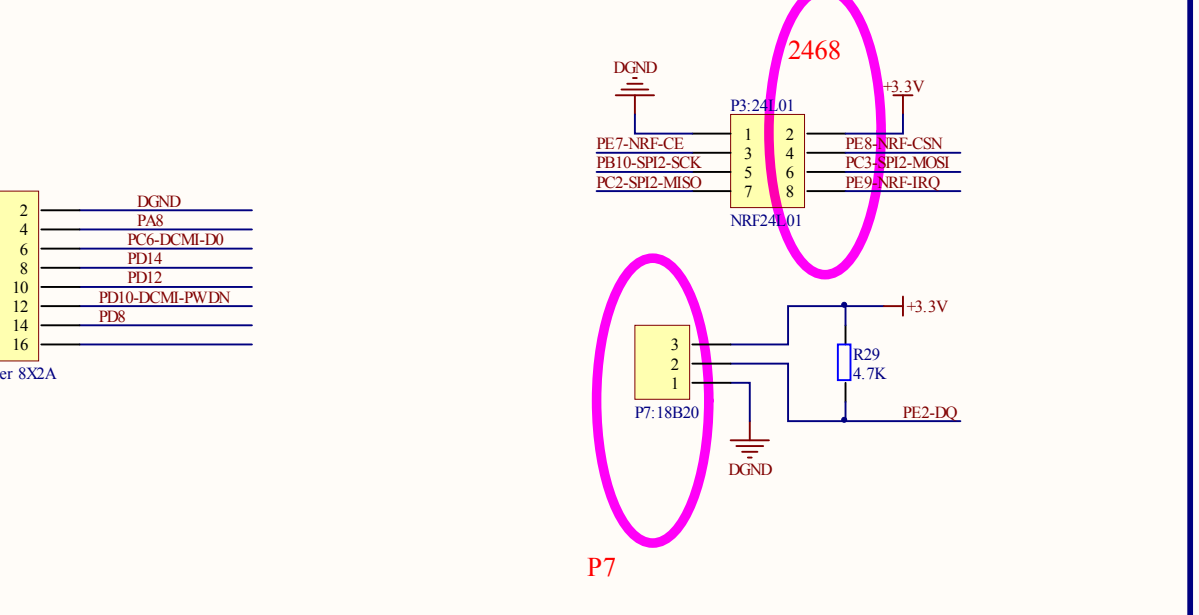 2468
DGND
+3.3V
P3:24L01
1 2
PE7-NRF-CE 3 4 PE8-NRF-CSN
PB10-SPI2-SCK 5 6 PC3-SPI2-MOSI
PC2-SPI2-MISO 7 8 PE9-NRF-IRQ
NRF24L01
2 DGND
4 PA8
6 PC6-DCMI-D0
8 PD14
10 PD12
12 PD10-DCMI-PWDN
14 PD8
16
er 8X2A
+3.3V
3
2
1
R29
4.7K
P7:18B20
PE2-DQ
DGND
P7